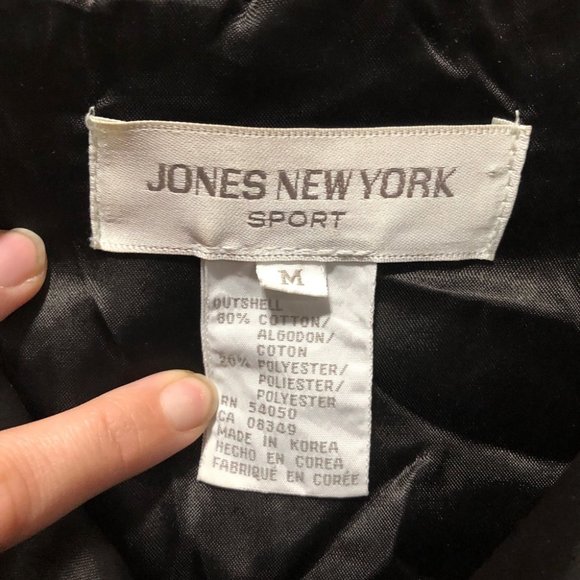 JONES NEW YORK
SPORT
M
OUTSHELL
80% COTTON/
ALGODON/
COTON
20% POLYESTER/
POLIESTER/
POLYESTER
RN 54050
CA 08349
MADE IN KOREA
HECHO EN COREA
FABRIQUÉ EN CORÉE